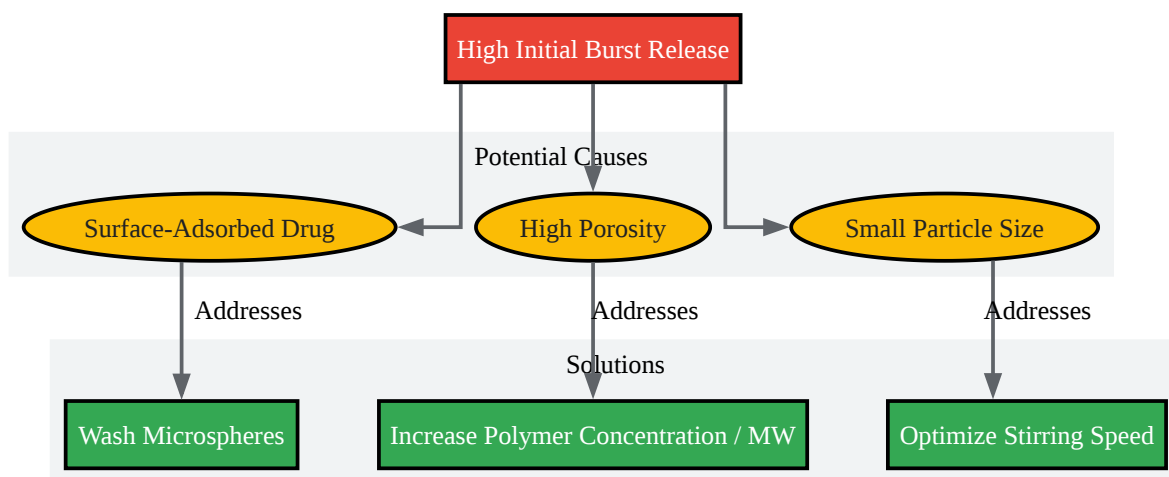 High Initial Burst Release
Potential Causes
Surface-Adsorbed Drug
High Porosity
Small Particle Size
Addresses
Addresses
Addresses
Solutions
Wash Microspheres
Increase Polymer Concentration / MW
Optimize Stirring Speed